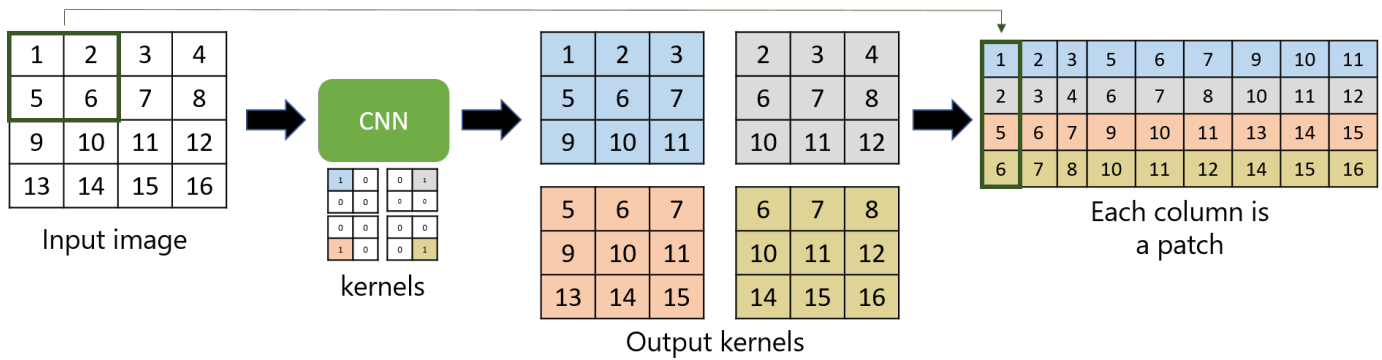 1 2 3 4
5 6 7 8
9 10 11 12
13 14 15 16
Input image
CNN
1 0 0 1
0 0 0 0
0 0 0 0
1 0 0 1
kernels
1 2 3
5 6 7
9 10 11
2 3 4
6 7 8
10 11 12
5 6 7
9 10 11
13 14 15
6 7 8
10 11 12
14 15 16
Output kernels
1 2 3 5 6 7 9 10 11
2 3 4 6 7 8 10 11 12
5 6 7 9 10 11 13 14 15
6 7 8 10 11 12 14 15 16
Each column is
a patch